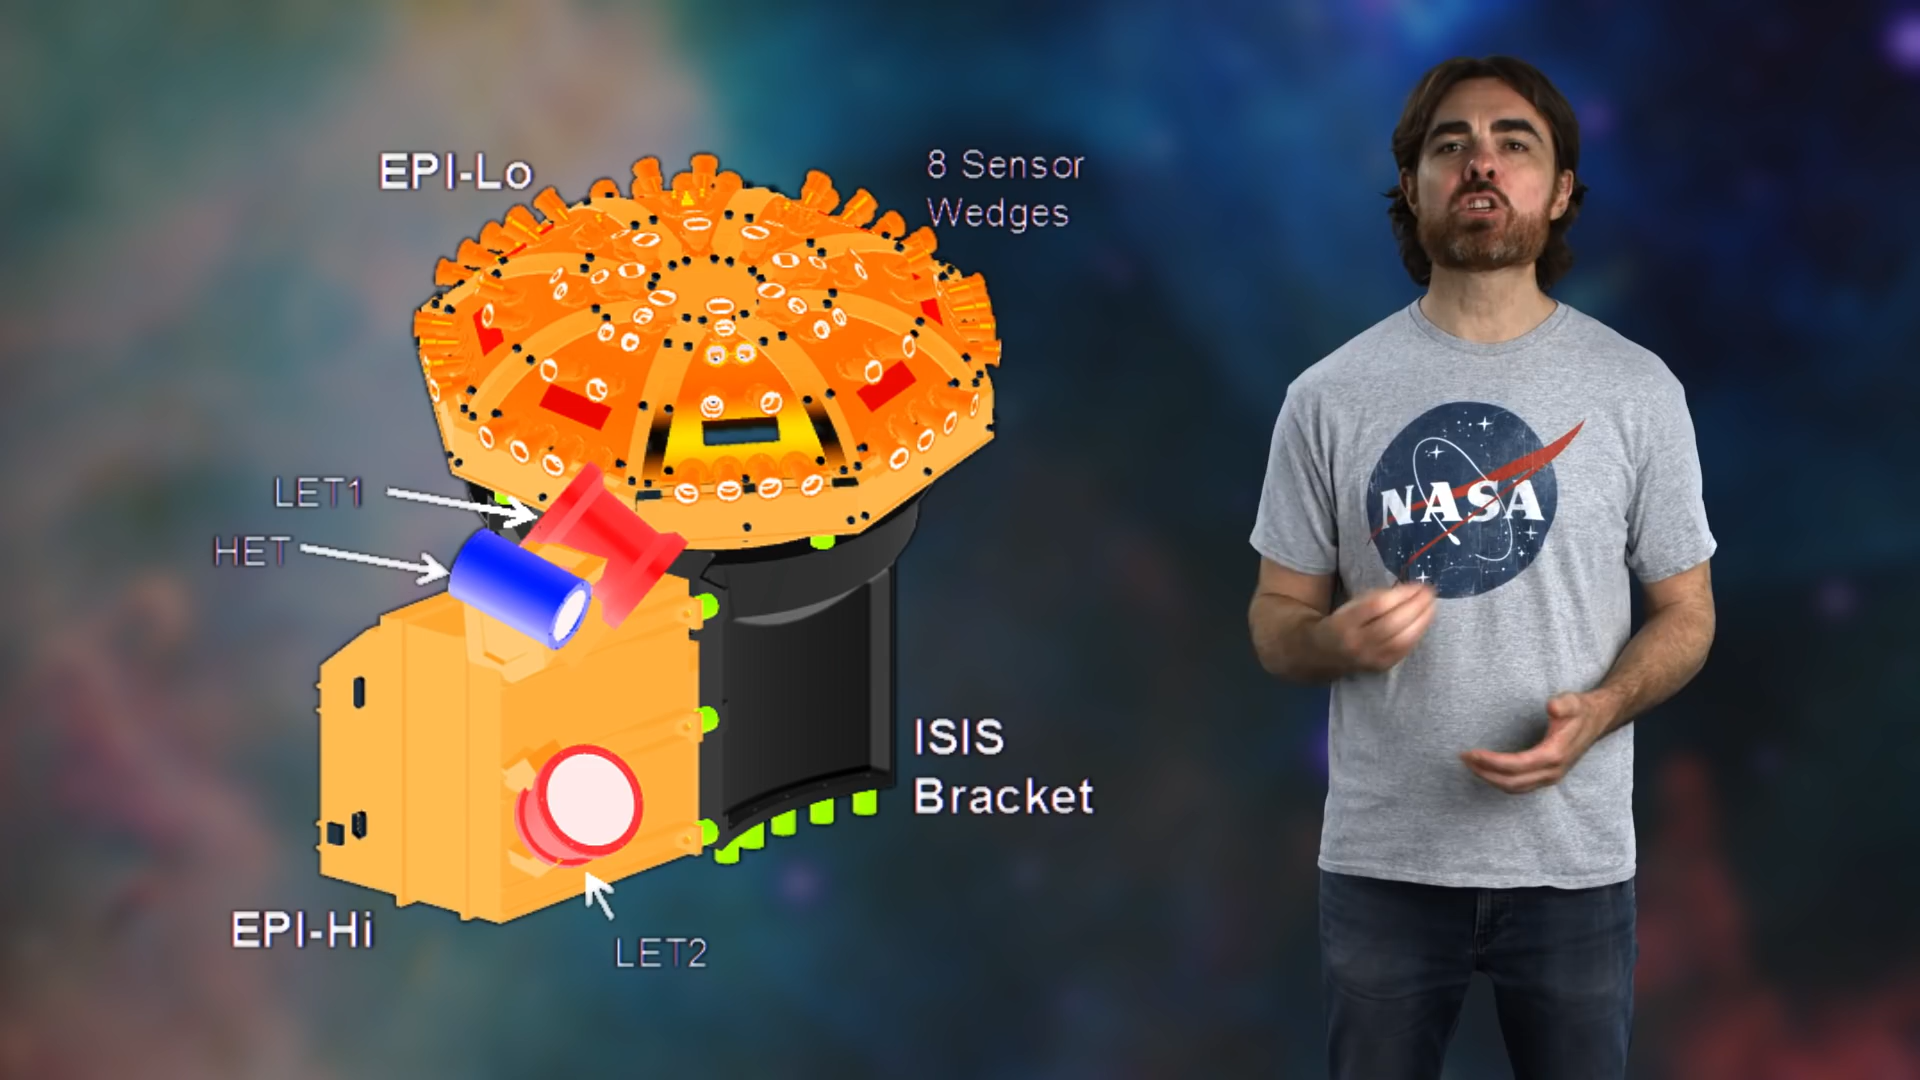 EPI-Lo
8 Sensor
Wedges
LET1
HET
NASA
ISIS
Bracket
EPI-Hi
LET2